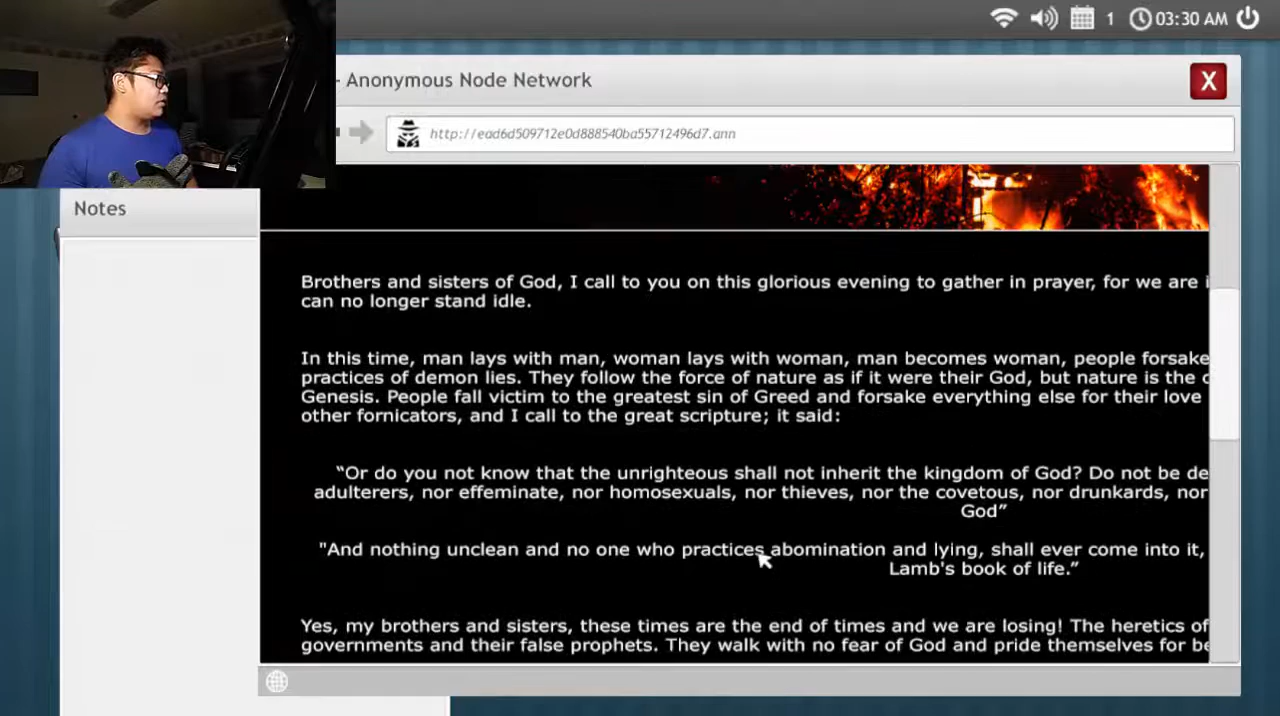 1 03:30 AM
- Anonymous Node Network
X
http://ead6d509712e0d888540ba55712496d7.ann
Notes
Brothers and sisters of God, I call to you on this glorious evening to gather in prayer, for we are
can no longer stand idle.
In this time, man lays with man, woman lays with woman, man becomes woman, people forsake
practices of demon lies. They follow the force of nature as if it were their God, but nature is the
Genesis. People fall victim to the greatest sin of Greed and forsake everything else for their love
other fornicators, and I call to the great scripture; it said:
“Or do you not know that the unrighteous shall not inherit the kingdom of God? Do not be de
adulterers, nor effeminate, nor homosexuals, nor thieves, nor the covetous, nor drunkards, nor
God”
"And nothing unclean and no one who practices abomination and lying, shall ever come into it,
Lamb's book of life.”
Yes, my brothers and sisters, these times are the end of times and we are losing! The heretics of
governments and their false prophets. They walk with no fear of God and pride themselves for be